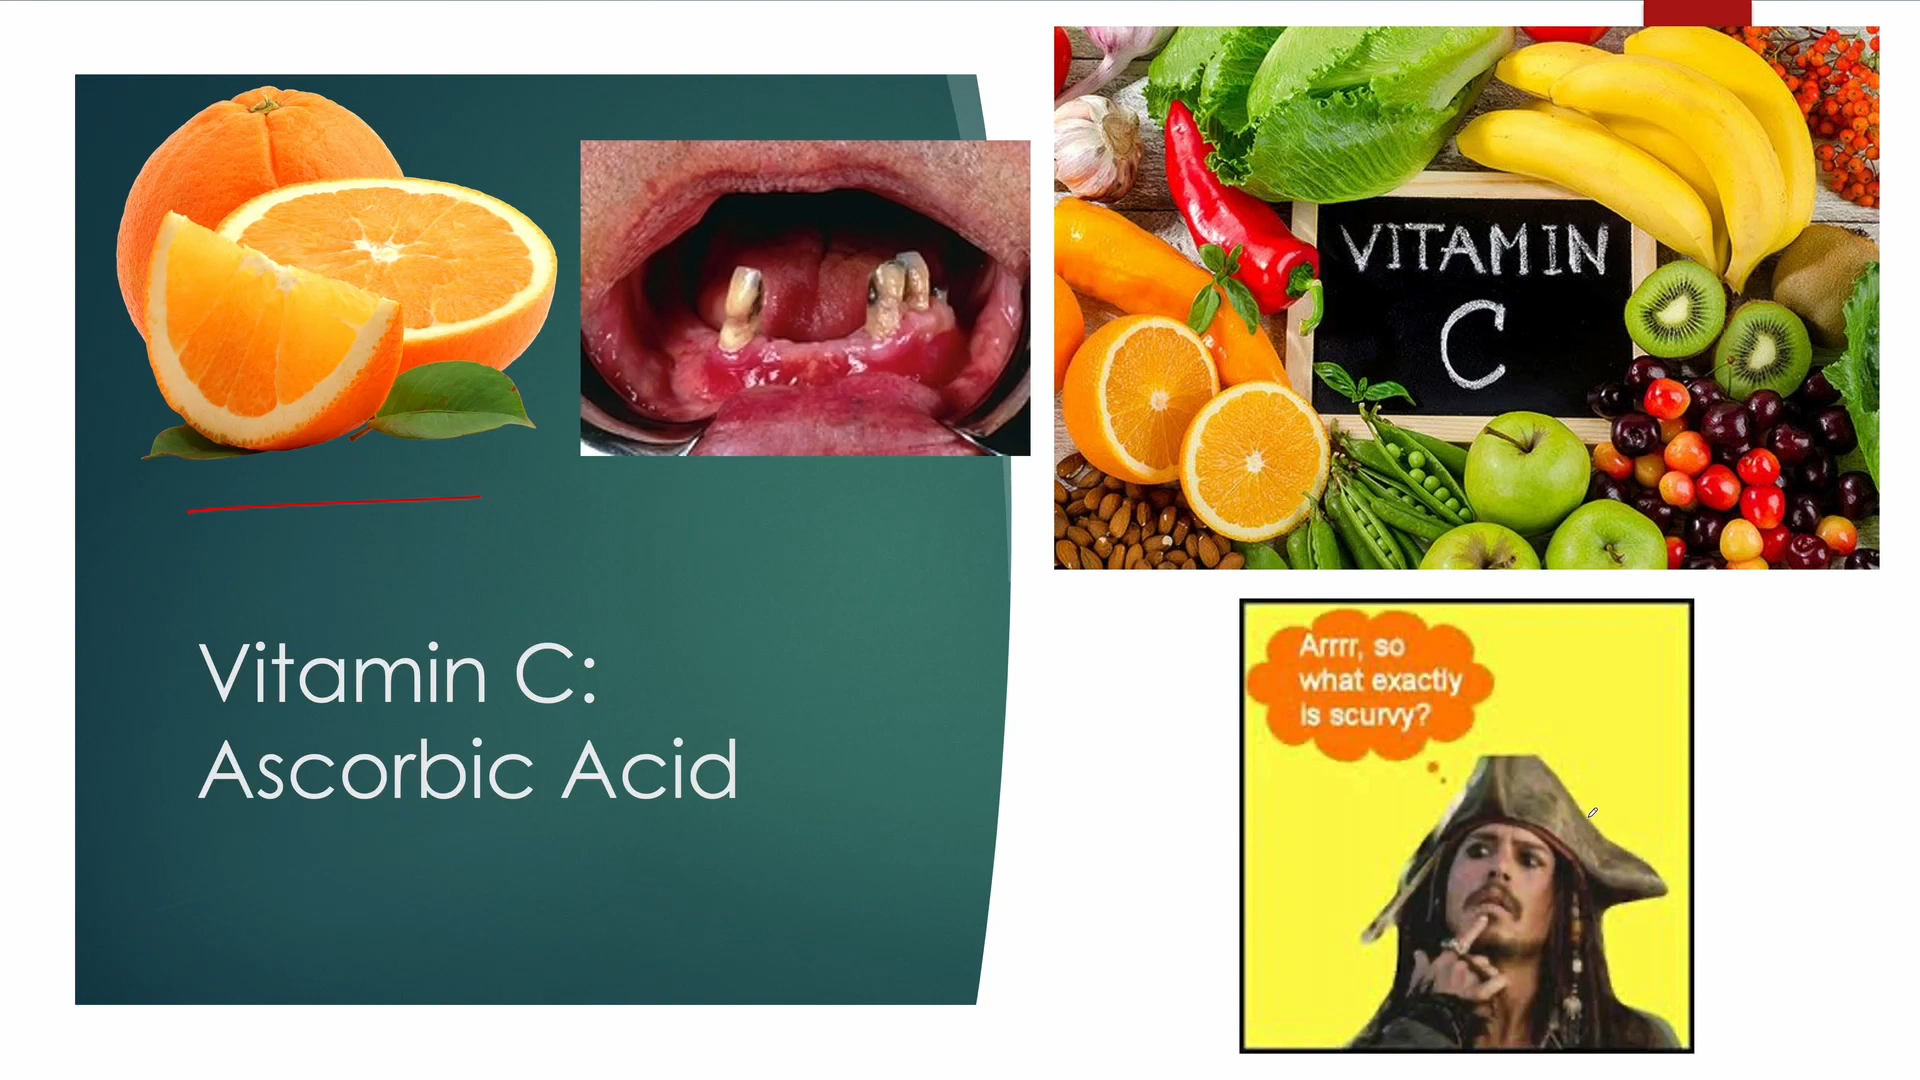 VITAMIN
C
Arrrr, so
what exactly
is scurvy?
Vitamin C:
Ascorbic Acid